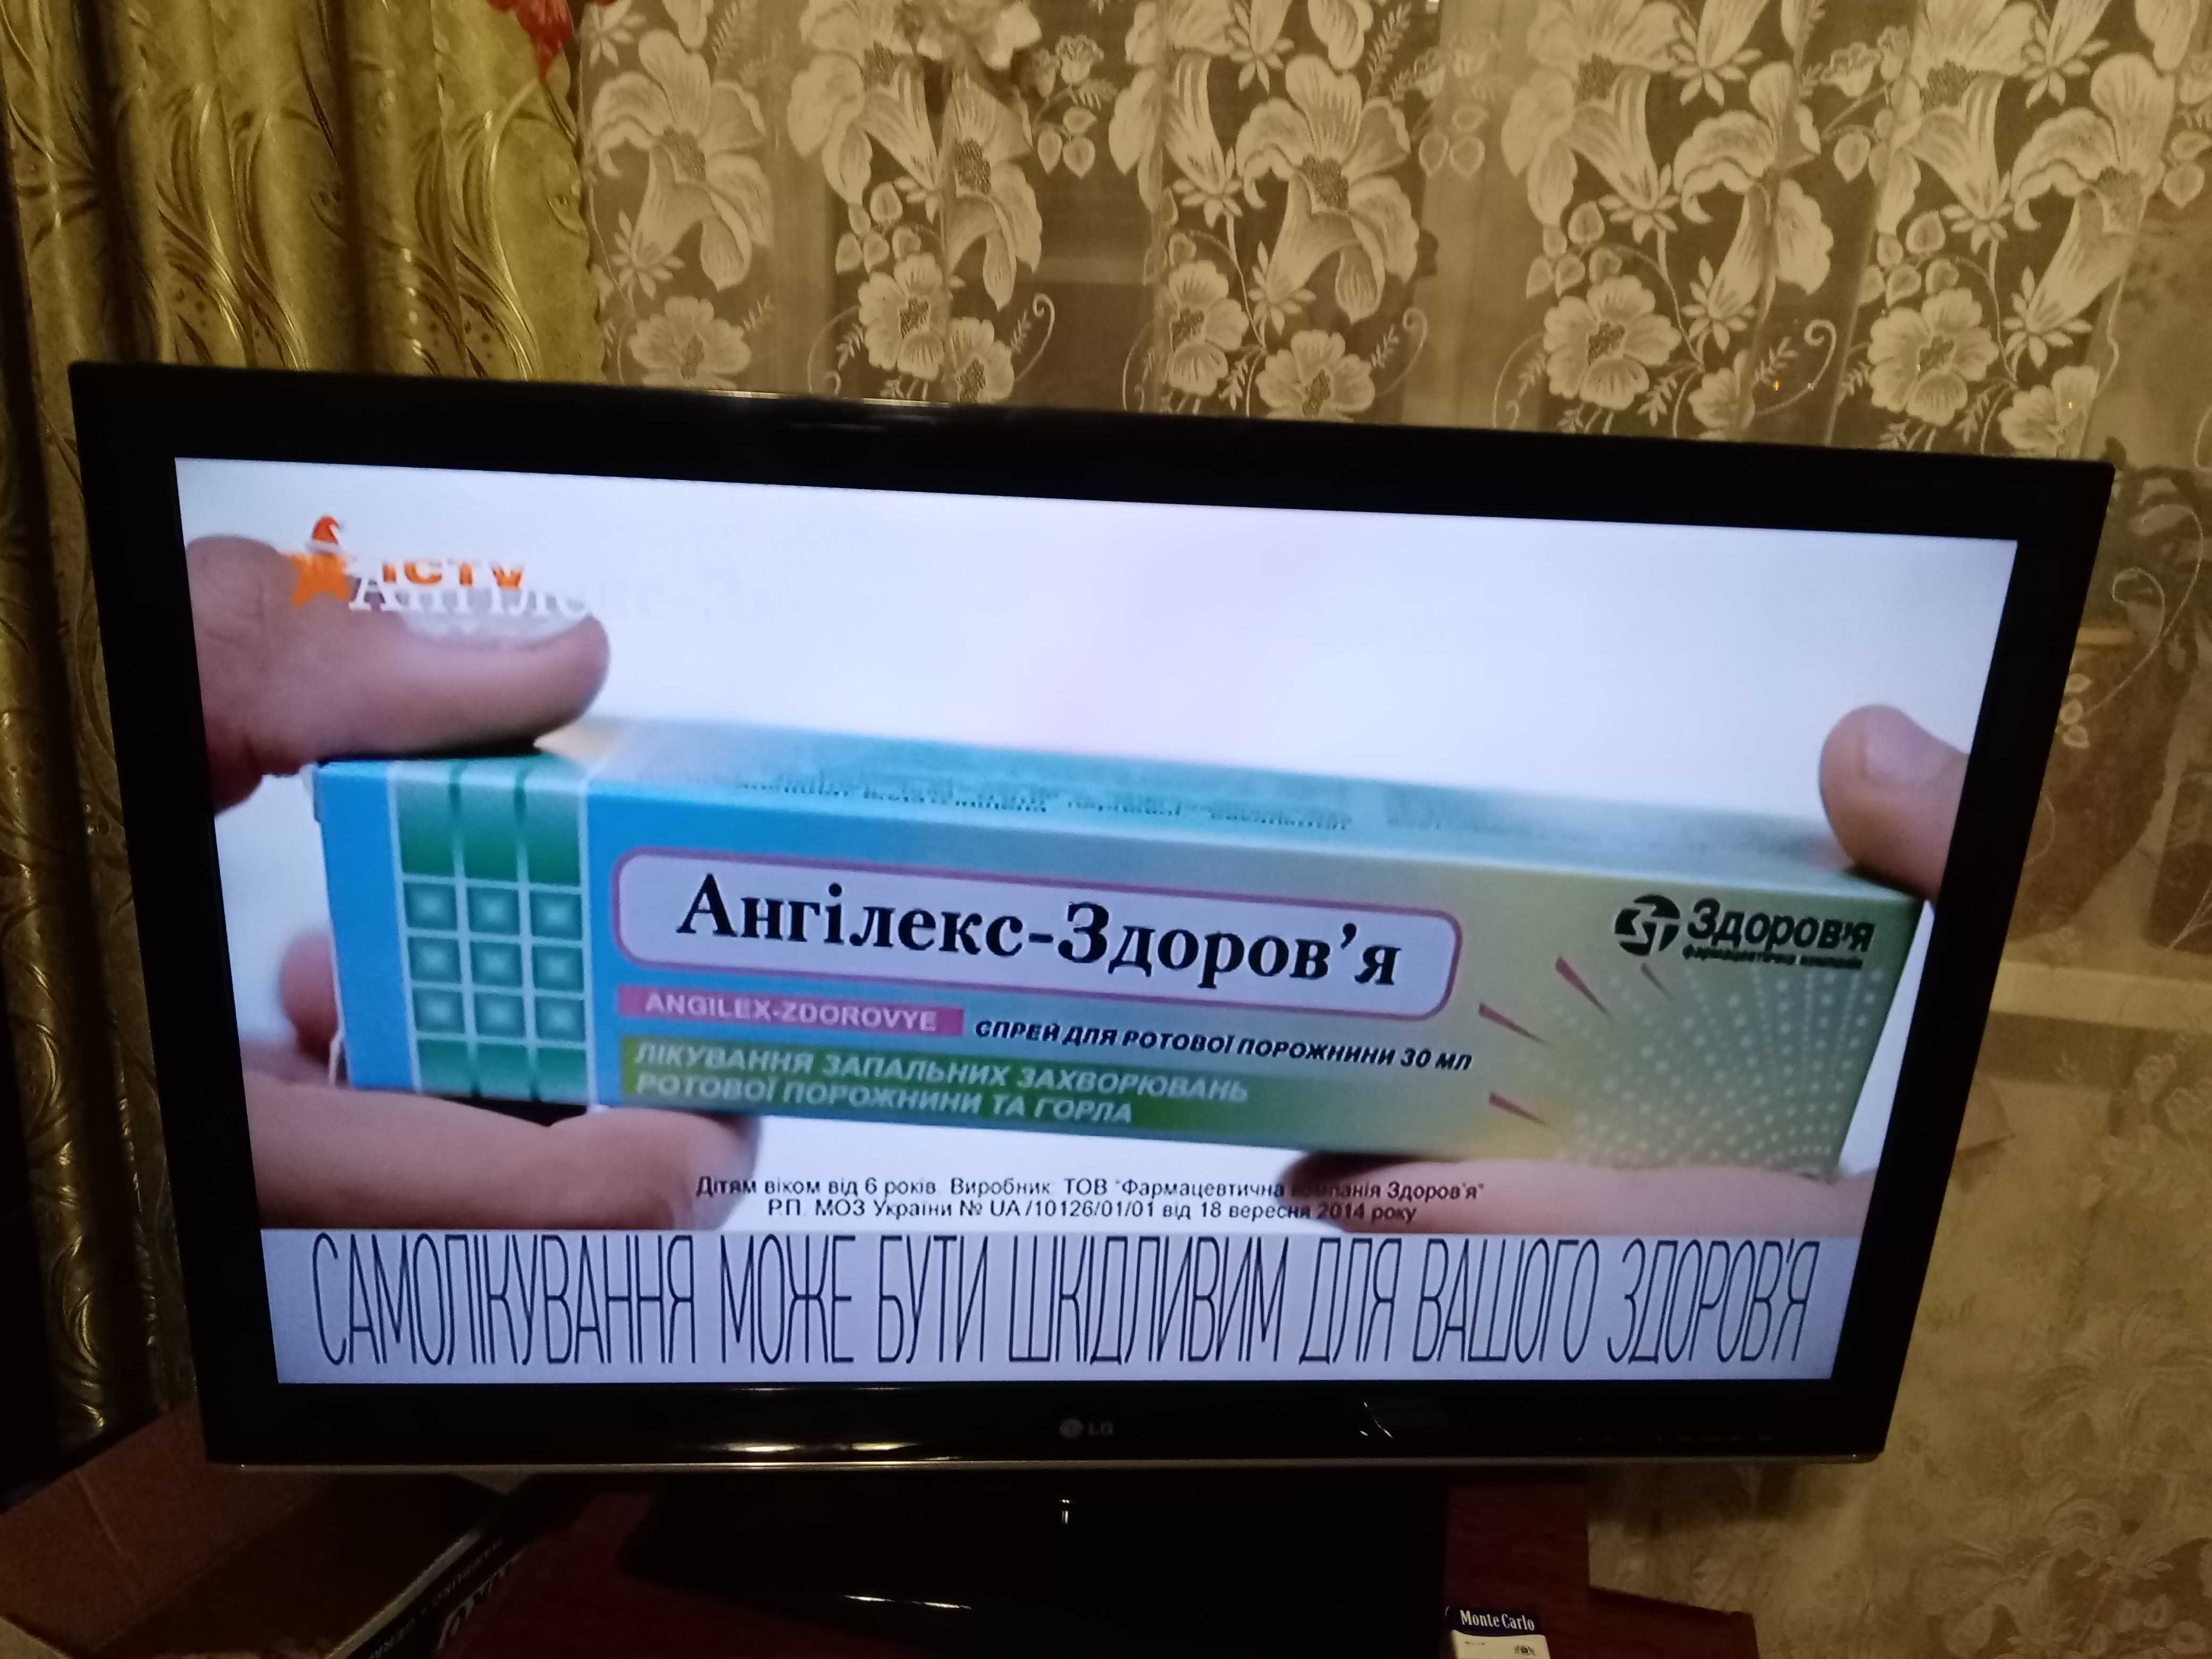 ICTV
Ангілекс-Здоров'я
Здоров'я
фармацевтична компанія
ANGILEX-ZDOROVYE
СПРЕЙ ДЛЯ РОТОВОЇ ПОРОЖНИНИ 30 МЛ
ЛІКУВАННЯ ЗАПАЛЬНИХ ЗАХВОРЮВАНЬ
РОТОВОЇ ПОРОЖНИНИ ТА ГОРЛА
Дітям віком від 6 років. Виробник: ТОВ "Фармацевтична компанія Здоров'я"
Р.П. МОЗ України № UA/10126/01/01 від 18 вересня 2014 року
САМОЛІКУВАННЯ МОЖЕ БУТИ ШКІДЛИВИМ ДЛЯ ВАШОГО ЗДОРОВ'Я
LG
Monte Carlo